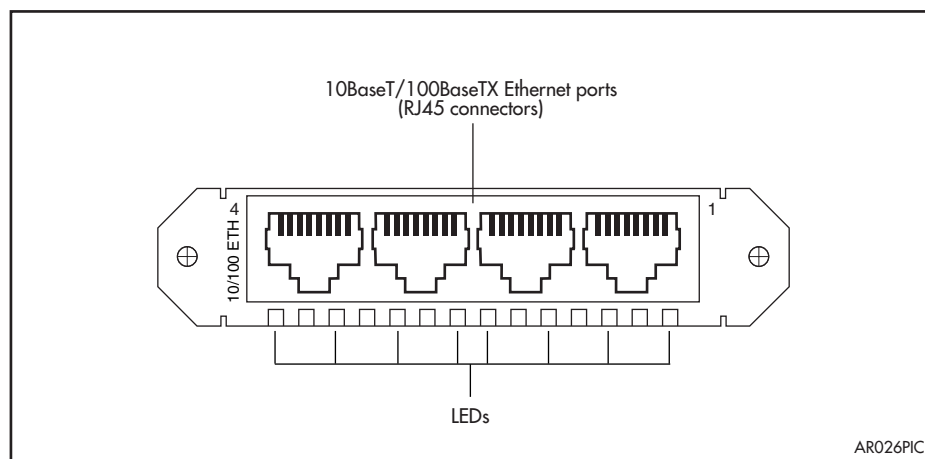 10BaseT/100BaseTX Ethernet ports
(RJ45 connectors)
4
1
10/100 ETH
LEDs
AR026PIC